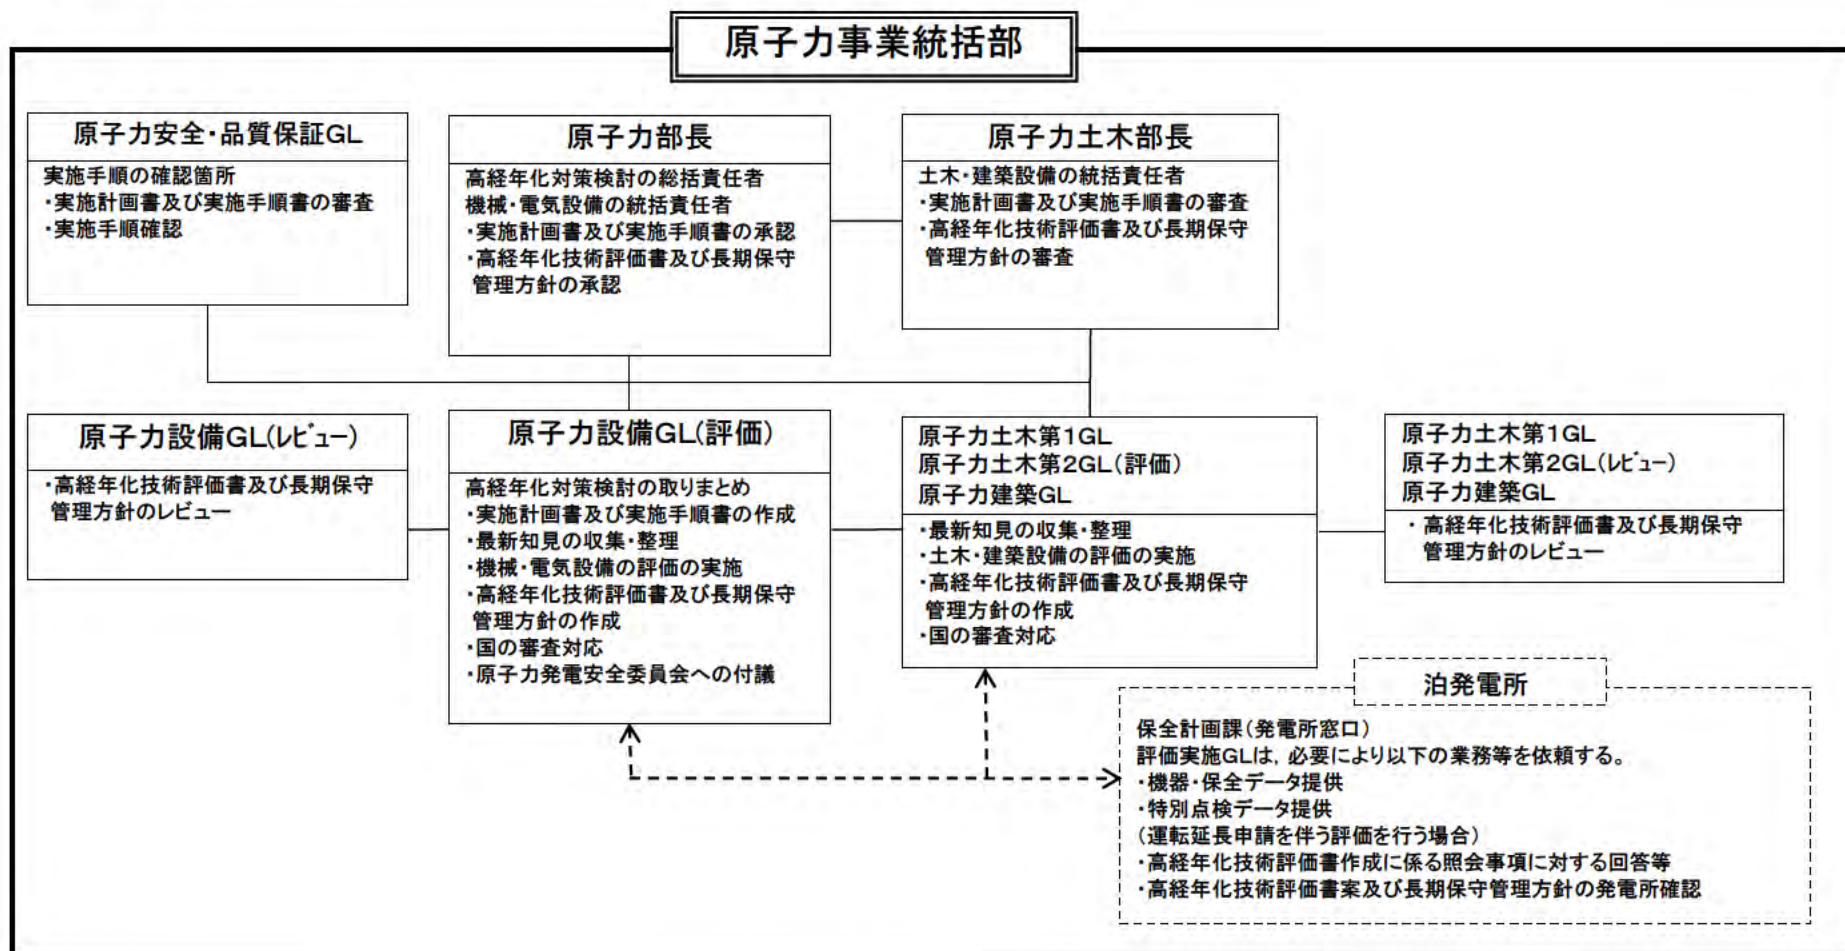 原子力事業統括部
原子力安全・品質保証GL
実施手順の確認箇所
・実施計画書及び実施手順書の審査
・実施手順確認
原子力部長
高経年化対策検討の総括責任者
機械・電気設備の統括責任者
・実施計画書及び実施手順書の承認
・高経年化技術評価書及び長期保守
管理方針の承認
原子力土木部長
土木・建築設備の統括責任者
・実施計画書及び実施手順書の審査
・高経年化技術評価書及び長期保守
管理方針の審査
原子力設備GL(レビュー)
・高経年化技術評価書及び長期保守
管理方針のレビュー
原子力設備GL(評価)
高経年化対策検討の取りまとめ
・実施計画書及び実施手順書の作成
・最新知見の収集・整理
・機械・電気設備の評価の実施
・高経年化技術評価書及び長期保守
管理方針の作成
・国の審査対応
・原子力発電安全委員会への付議
原子力土木第1GL
原子力土木第2GL(評価)
原子力建築GL
・最新知見の収集・整理
・土木・建築設備の評価の実施
・高経年化技術評価書及び長期保守
管理方針の作成
・国の審査対応
原子力土木第1GL
原子力土木第2GL(レビュー)
原子力建築GL
・高経年化技術評価書及び長期保守
管理方針のレビュー
泊発電所
保全計画課(発電所窓口)
評価実施GLは，必要により以下の業務等を依頼する。
・機器・保全データ提供
・特別点検データ提供
(運転延長申請を伴う評価を行う場合)
・高経年化技術評価書作成に係る照会事項に対する回答等
・高経年化技術評価書案及び長期保守管理方針の発電所確認